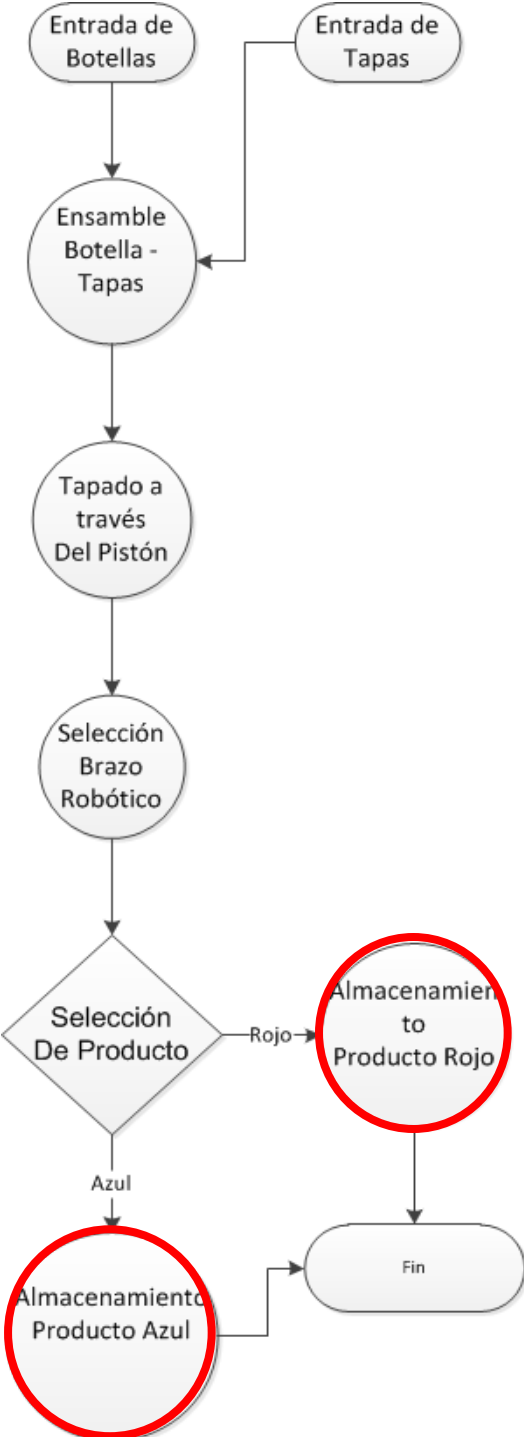 Entrada de
Botellas
Entrada de
Tapas
Ensamble
Botella -
Tapas
Tapado a
través
Del Pistón
Selección
Brazo
Robótico
Selección
De Producto
Rojo
Almacenamien
to
Producto Rojo
Azul
Almacenamiento
Producto Azul
Fin